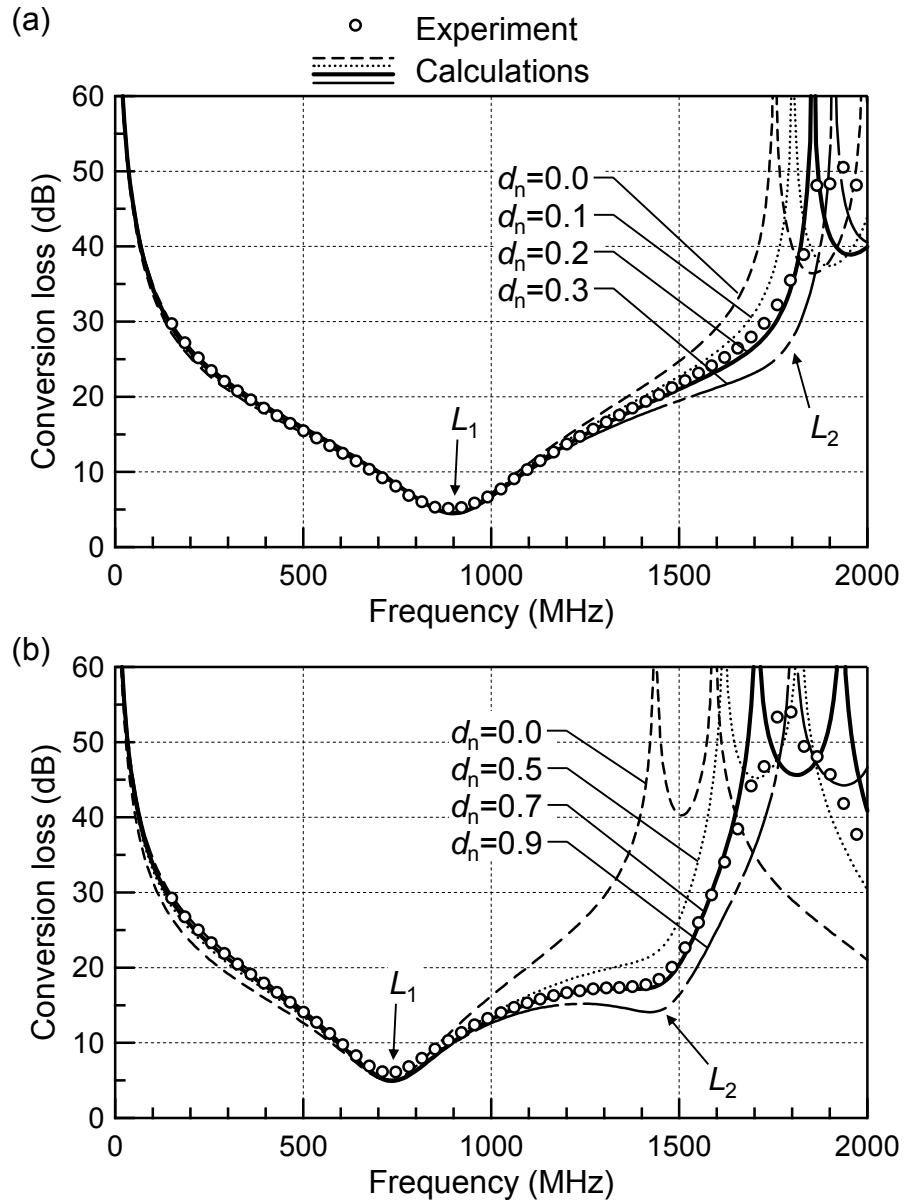 (a)
Experiment
Calculations
60
50
40
30
20
10
0
Conversion loss (dB)
dn=0.0
dn=0.1
dn=0.2
dn=0.3
L1
L2
0 500 1000 1500 2000
Frequency (MHz)
(b)
60
50
40
30
20
10
0
Conversion loss (dB)
dn=0.0
dn=0.5
dn=0.7
dn=0.9
L1
L2
0 500 1000 1500 2000
Frequency (MHz)